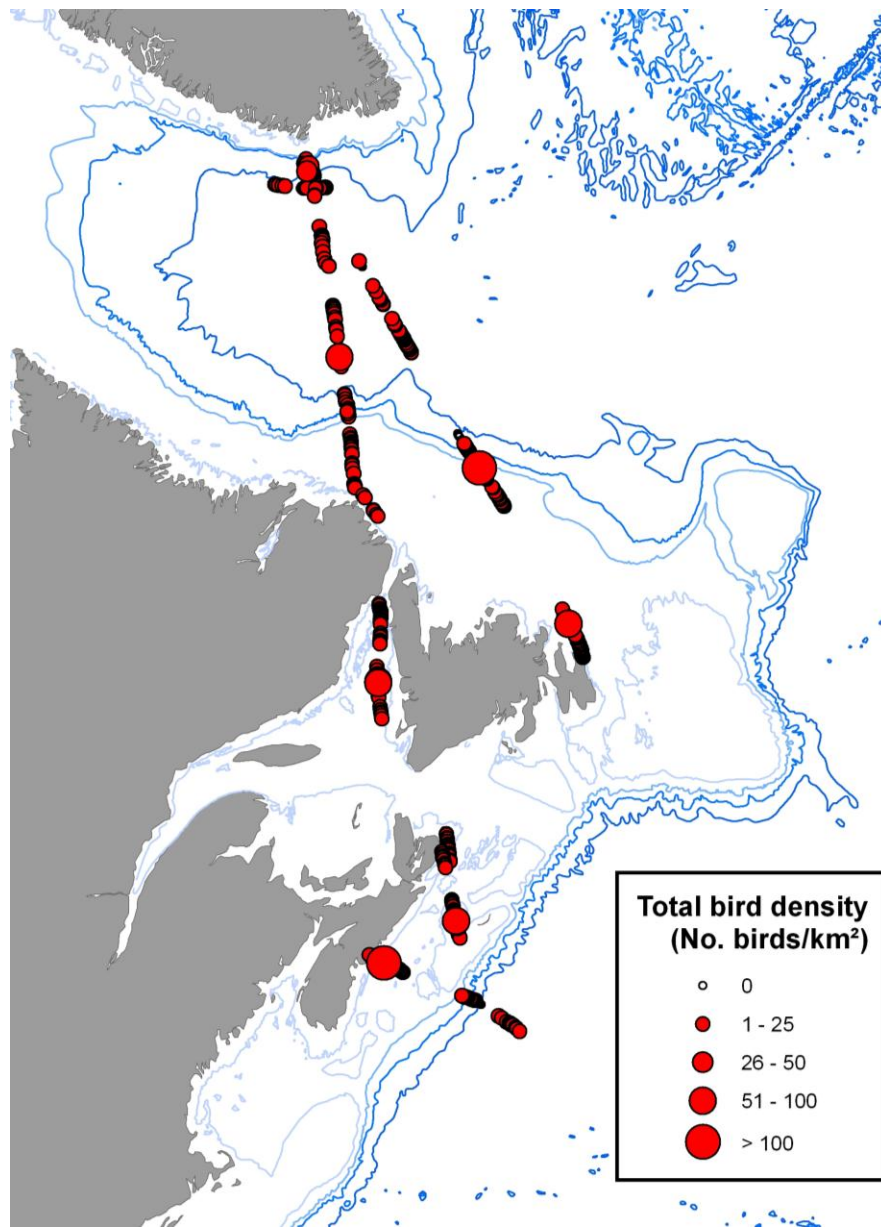 Total bird density
(No. birds/km²)
0
1 - 25
26 - 50
51 - 100
> 100